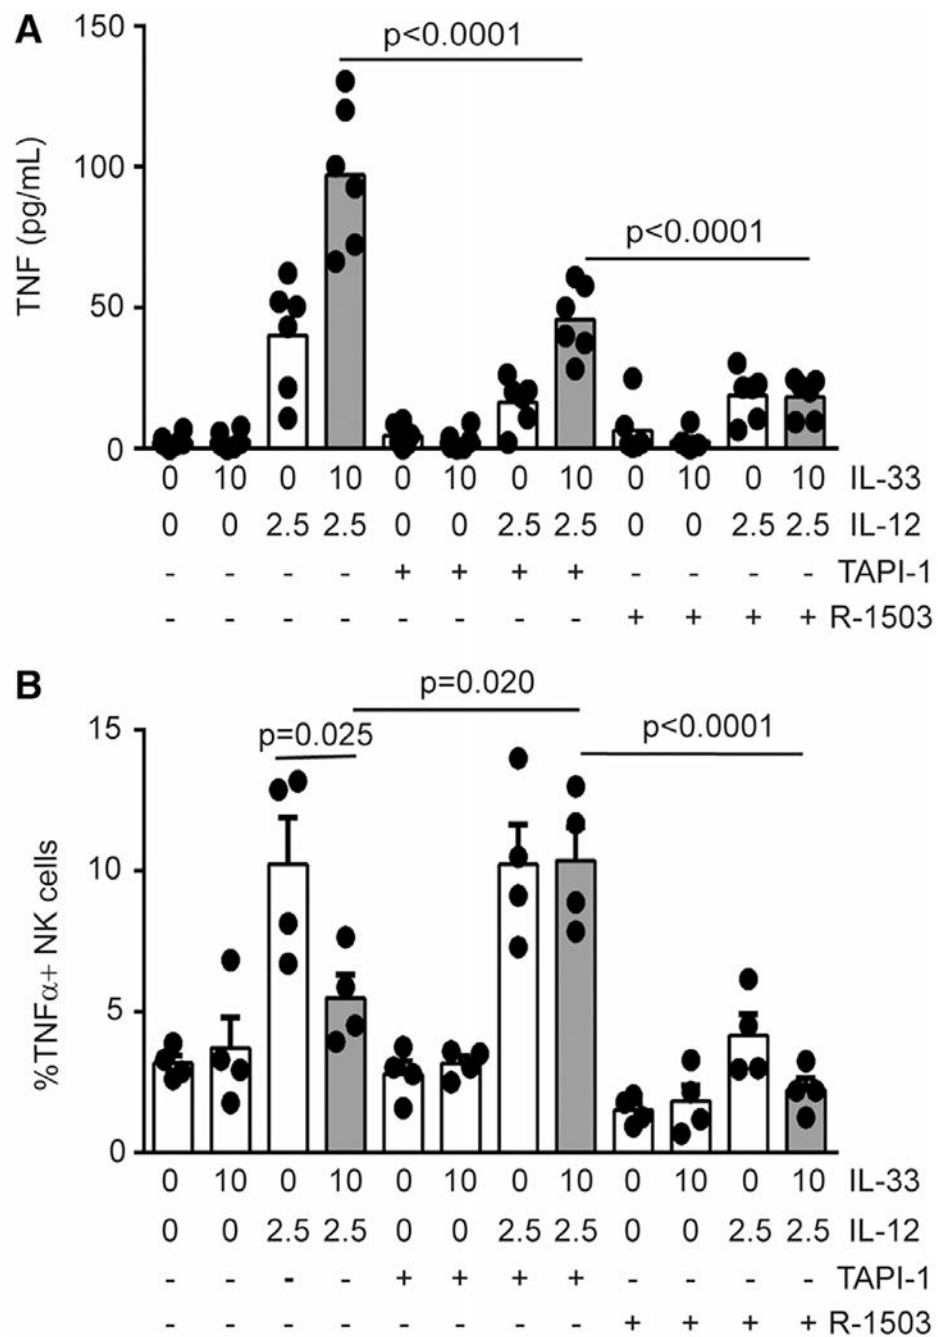 A
150
p<0.0001
100
p<0.0001
50
0
TNF (pg/mL)
0 10 0 10 0 10 0 10 0 10 0 10 IL-33
0 0 2.5 2.5 0 0 2.5 2.5 0 0 2.5 2.5 IL-12
- - - - + + + + - - - - TAPI-1
- - - - - - - - + + + + R-1503
B
p=0.020
15
p=0.025
p<0.0001
10
5
0
%TNFα+ NK cells
0 10 0 10 0 10 0 10 0 10 0 10 IL-33
0 0 2.5 2.5 0 0 2.5 2.5 0 0 2.5 2.5 IL-12
- - - - + + + + - - - - TAPI-1
- - - - - - - - + + + + R-1503